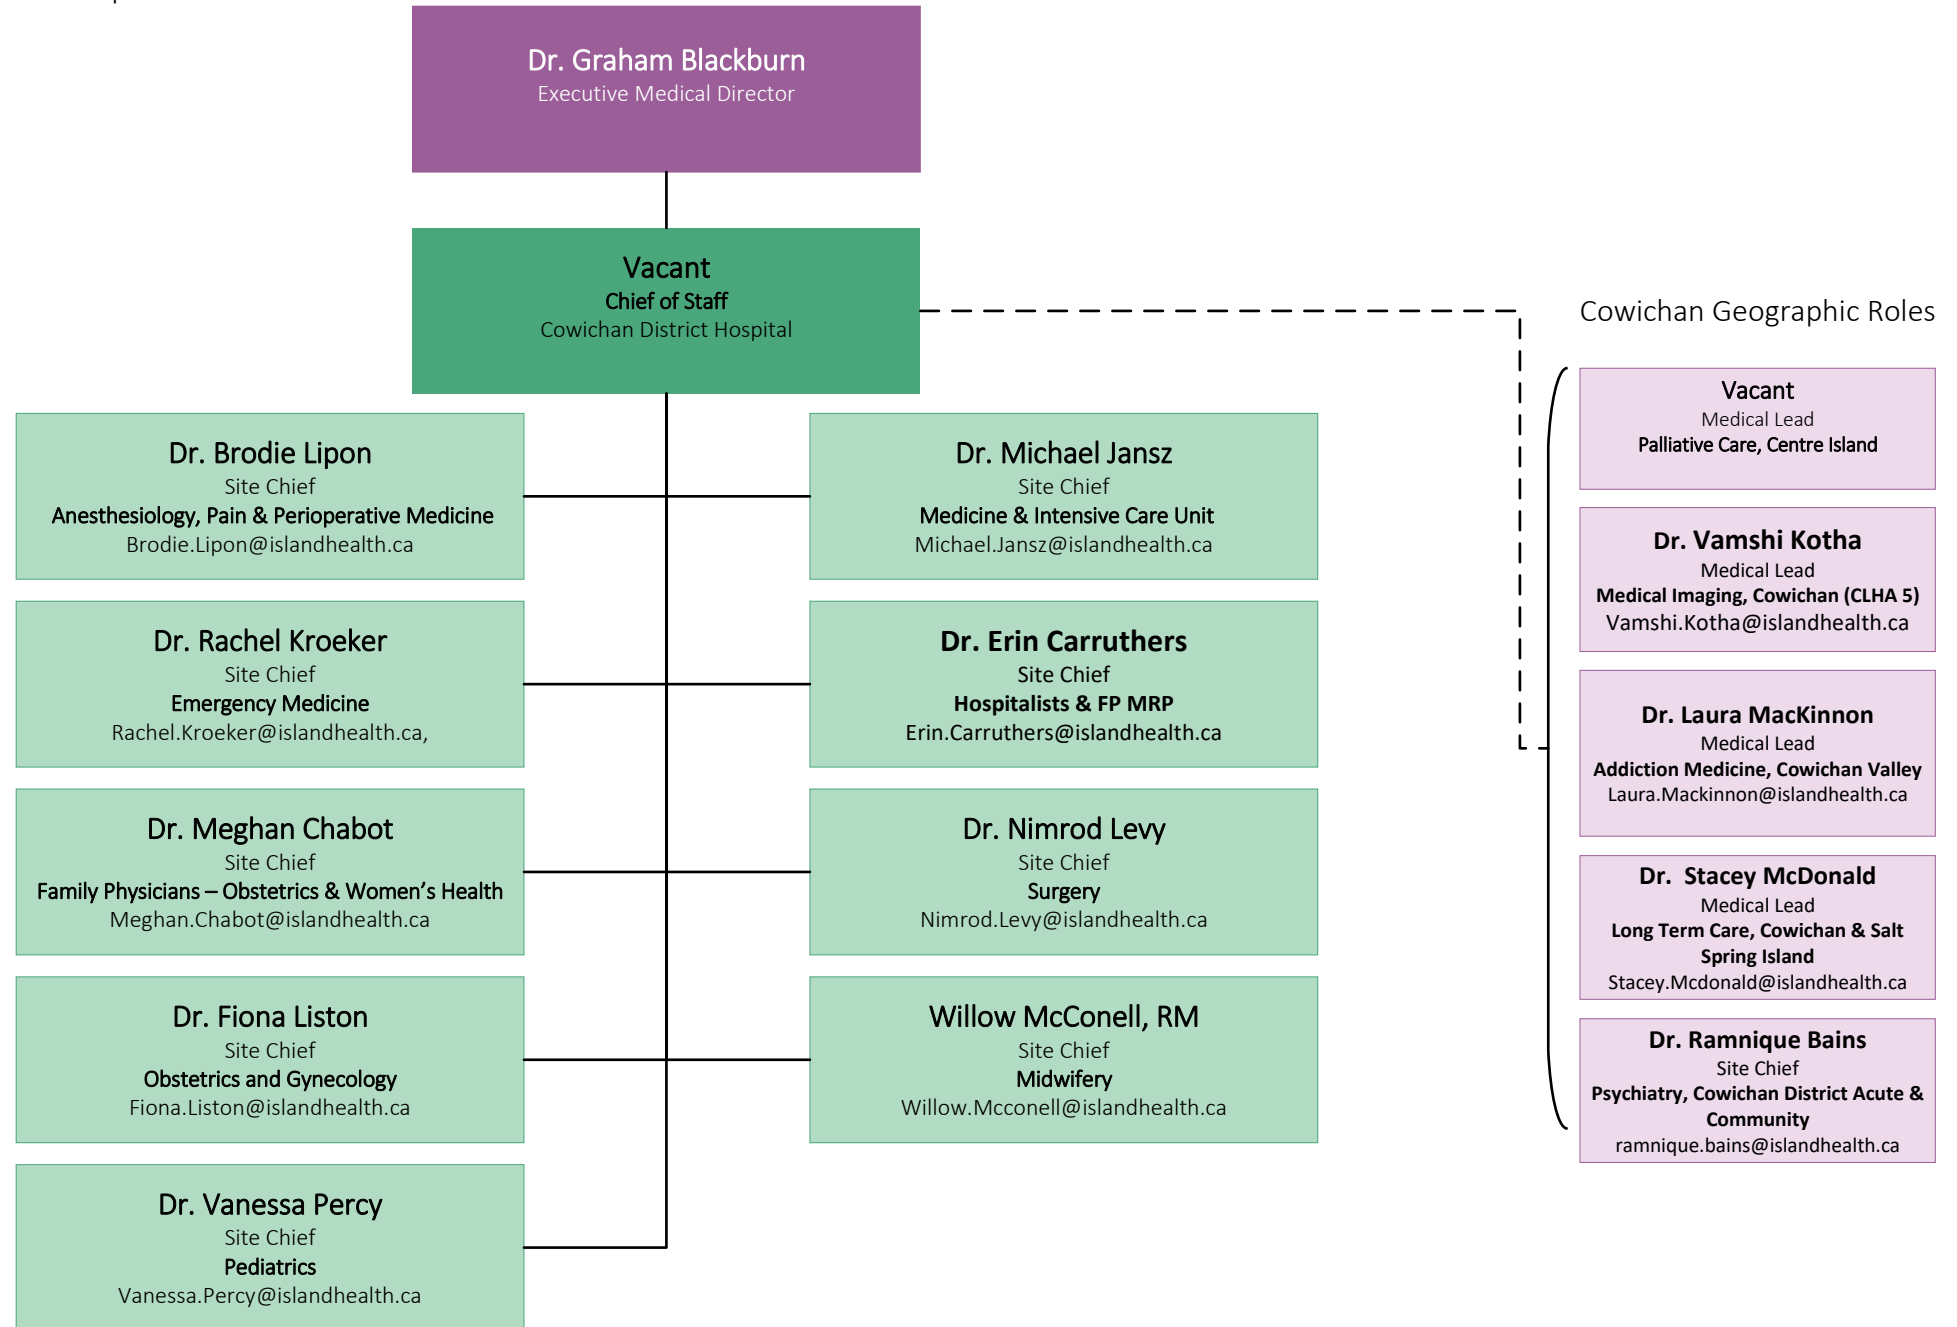 Dr. Graham Blackburn
Executive Medical Director
Vacant
Chief of Staff
Cowichan District Hospital
Dr. Brodie Lipon
Site Chief
Anesthesiology, Pain & Perioperative Medicine
Brodie.Lipon@islandhealth.ca
Dr. Michael Jansz
Site Chief
Medicine & Intensive Care Unit
Michael.Jansz@islandhealth.ca
Dr. Rachel Kroeker
Site Chief
Emergency Medicine
Rachel.Kroeker@islandhealth.ca,
Dr. Erin Carruthers
Site Chief
Hospitalists & FP MRP
Erin.Carruthers@islandhealth.ca
Dr. Meghan Chabot
Site Chief
Family Physicians – Obstetrics & Women’s Health
Meghan.Chabot@islandhealth.ca
Dr. Nimrod Levy
Site Chief
Surgery
Nimrod.Levy@islandhealth.ca
Dr. Fiona Liston
Site Chief
Obstetrics and Gynecology
Fiona.Liston@islandhealth.ca
Willow McConell, RM
Site Chief
Midwifery
Willow.Mcconell@islandhealth.ca
Dr. Vanessa Percy
Site Chief
Pediatrics
Vanessa.Percy@islandhealth.ca
Cowichan Geographic Roles
Vacant
Medical Lead
Palliative Care, Centre Island
Dr. Vamshi Kotha
Medical Lead
Medical Imaging, Cowichan (CLHA 5)
Vamshi.Kotha@islandhealth.ca
Dr. Laura MacKinnon
Medical Lead
Addiction Medicine, Cowichan Valley
Laura.Mackinnon@islandhealth.ca
Dr. Stacey McDonald
Medical Lead
Long Term Care, Cowichan & Salt
Spring Island
Stacey.Mcdonald@islandhealth.ca
Dr. Ramnique Bains
Site Chief
Psychiatry, Cowichan District Acute &
Community
ramnique.bains@islandhealth.ca